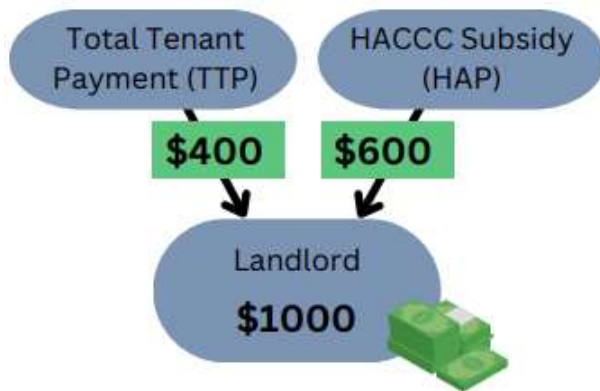 Total Tenant
Payment (TTP)
HACCC Subsidy
(HAP)
$400
$600
Landlord
$1000